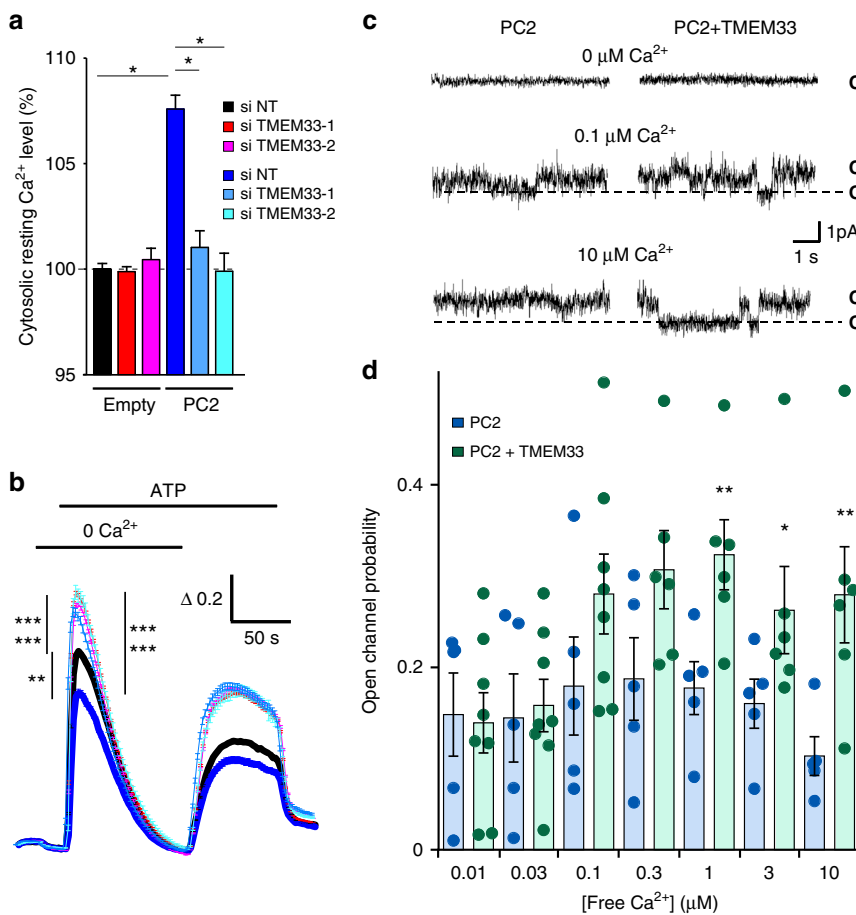 a
110
107
100
95
Cytosolic resting Ca²⁺ level (%)
*
*
*
si NT
si TMEM33-1
si TMEM33-2
si NT
si TMEM33-1
si TMEM33-2
Empty
PC2
b
ATP
0 Ca²⁺
Δ 0.2
50 s
***
***
**
***
***
c
PC2
PC2+TMEM33
0 μM Ca²⁺
0.1 μM Ca²⁺
1pA
1 s
10 μM Ca²⁺
d
PC2
PC2 + TMEM33
Open channel probability
0.4
0.2
0
**
*
**
0.01 0.03 0.1 0.3 1 3 10
[Free Ca²⁺] (μM)